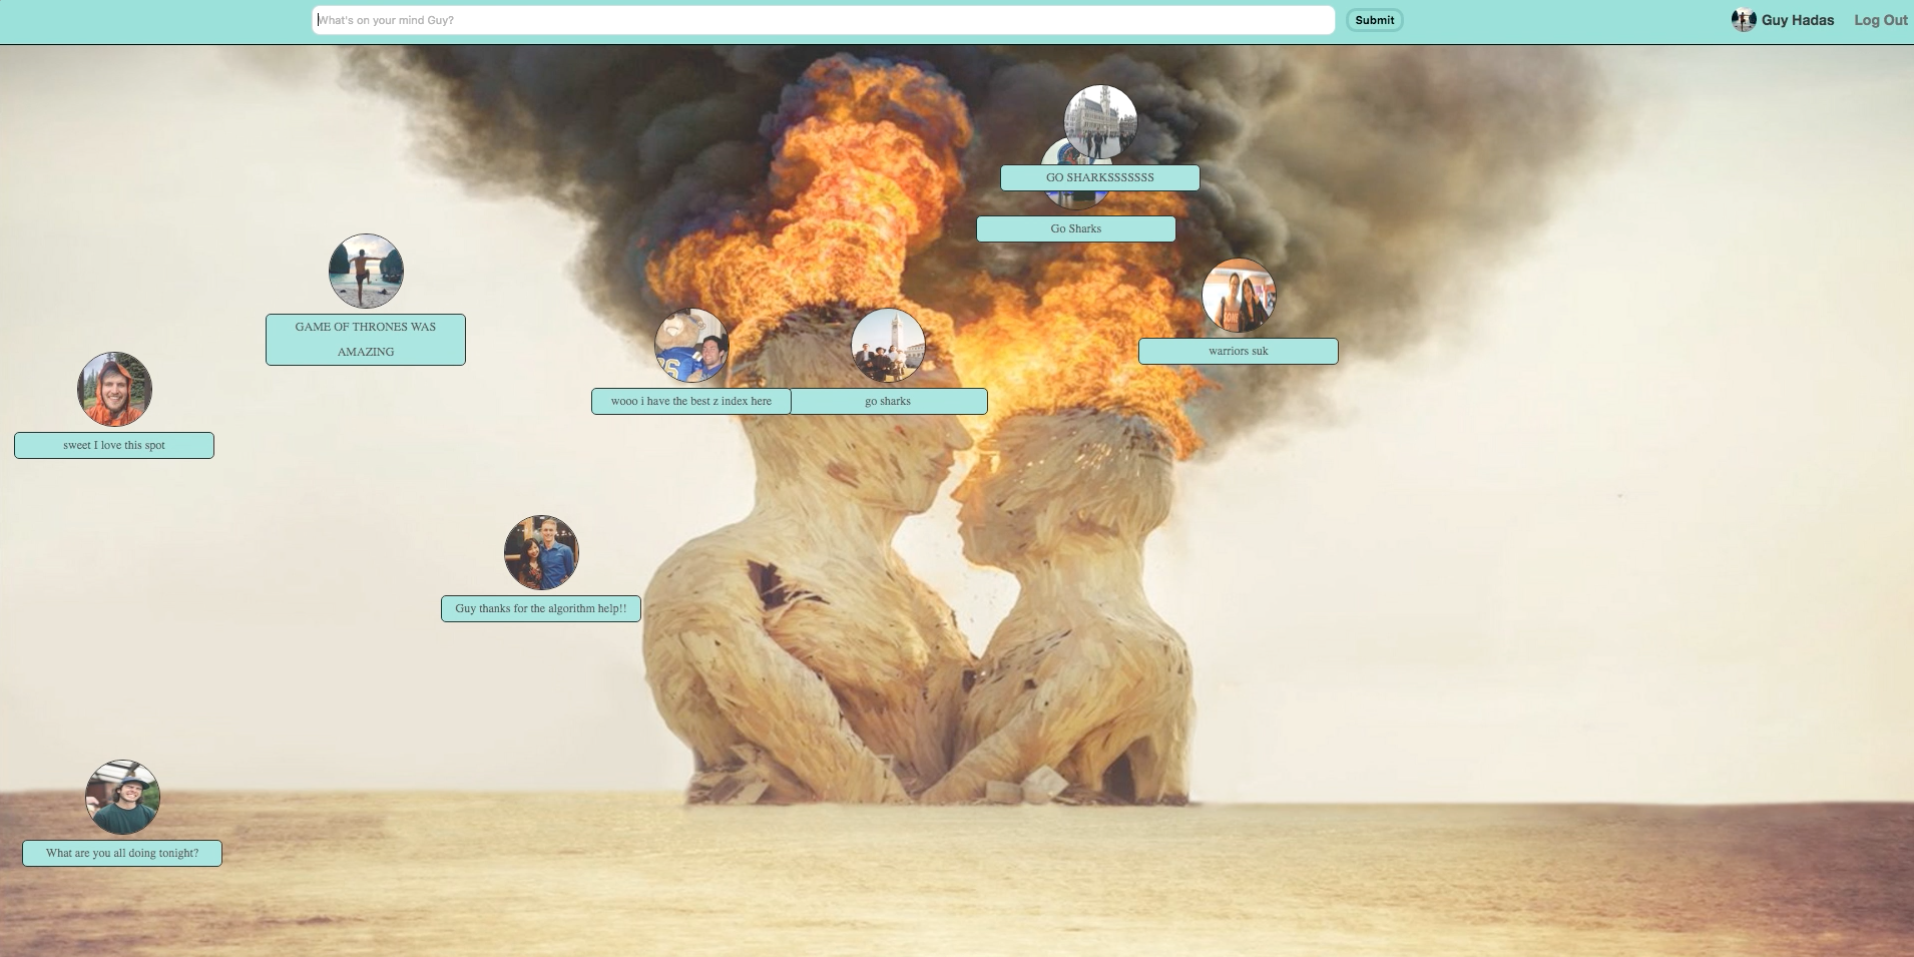 What's on your mind Guy?
Submit
Guy Hadas
Log Out
GO SHARKSSSSSSS
Go Sharks
GAME OF THRONES WAS
AMAZING
warriors suk
wooo i have the best z index here
go sharks
sweet I love this spot
Guy thanks for the algorithm help!!
What are you all doing tonight?